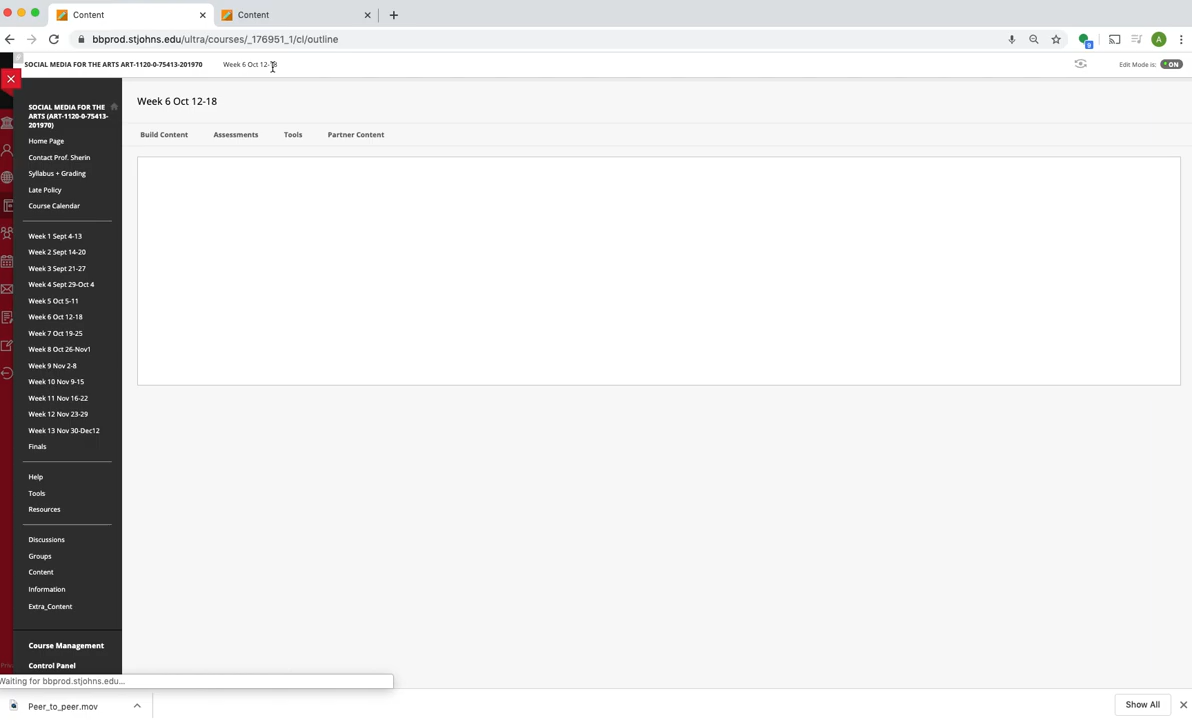 Content
Content
bbprod.stjohns.edu/ultra/courses/_176951_1/cl/outline
9
A
SOCIAL MEDIA FOR THE ARTS ART-1120-0-75413-201970
Week 6 Oct 12-18
Edit Mode is:
ON
SOCIAL MEDIA FOR THE
ARTS (ART-1120-0-75413-
201970)
Home Page
Contact Prof. Sherin
Syllabus + Grading
Late Policy
Course Calendar
Week 1 Sept 4-13
Week 2 Sept 14-20
Week 3 Sept 21-27
Week 4 Sept 29-Oct 4
Week 5 Oct 5-11
Week 6 Oct 12-18
Week 7 Oct 19-25
Week 8 Oct 26-Nov1
Week 9 Nov 2-8
Week 10 Nov 9-15
Week 11 Nov 16-22
Week 12 Nov 23-29
Week 13 Nov 30-Dec12
Finals
Help
Tools
Resources
Discussions
Groups
Content
Information
Extra_Content
Course Management
Control Panel
Week 6 Oct 12-18
Build Content
Assessments
Tools
Partner Content
Waiting for bbprod.stjohns.edu...
Peer_to_peer.mov
Show All